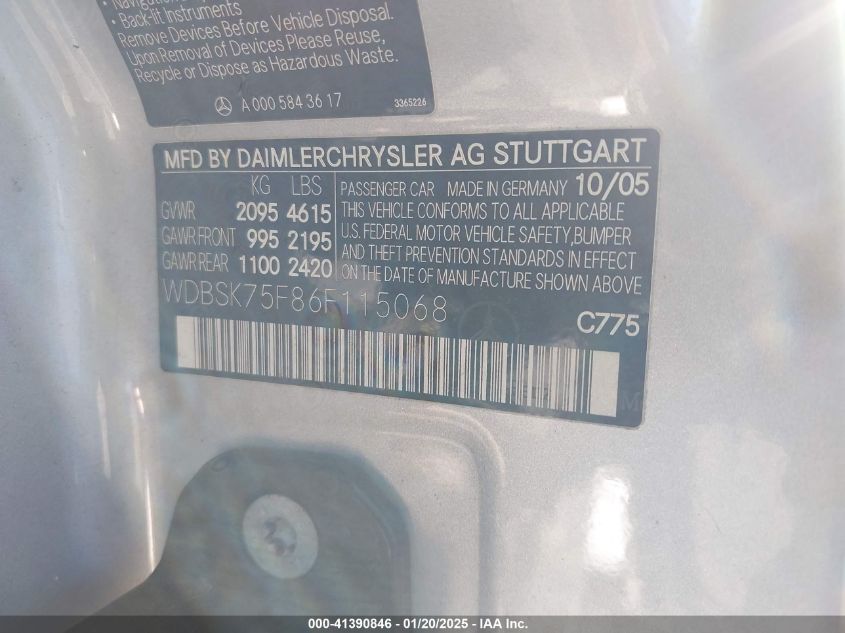 • Back-lit Instruments
Remove Devices Before Vehicle Disposal.
Upon Removal of Devices Please Reuse,
Recycle or Dispose as Hazardous Waste.
A 000 584 36 17 3365226
MFD BY DAIMLERCHRYSLER AG STUTTGART
KG LBS
GVWR 2095 4615
GAWR FRONT 995 2195
GAWR REAR 1100 2420
PASSENGER CAR MADE IN GERMANY 10/05
THIS VEHICLE CONFORMS TO ALL APPLICABLE
U.S. FEDERAL MOTOR VEHICLE SAFETY,BUMPER
AND THEFT PREVENTION STANDARDS IN EFFECT
ON THE DATE OF MANUFACTURE SHOWN ABOVE
WDBSK75F86F115068
C775
000-41390846 - 01/20/2025 - IAA Inc.